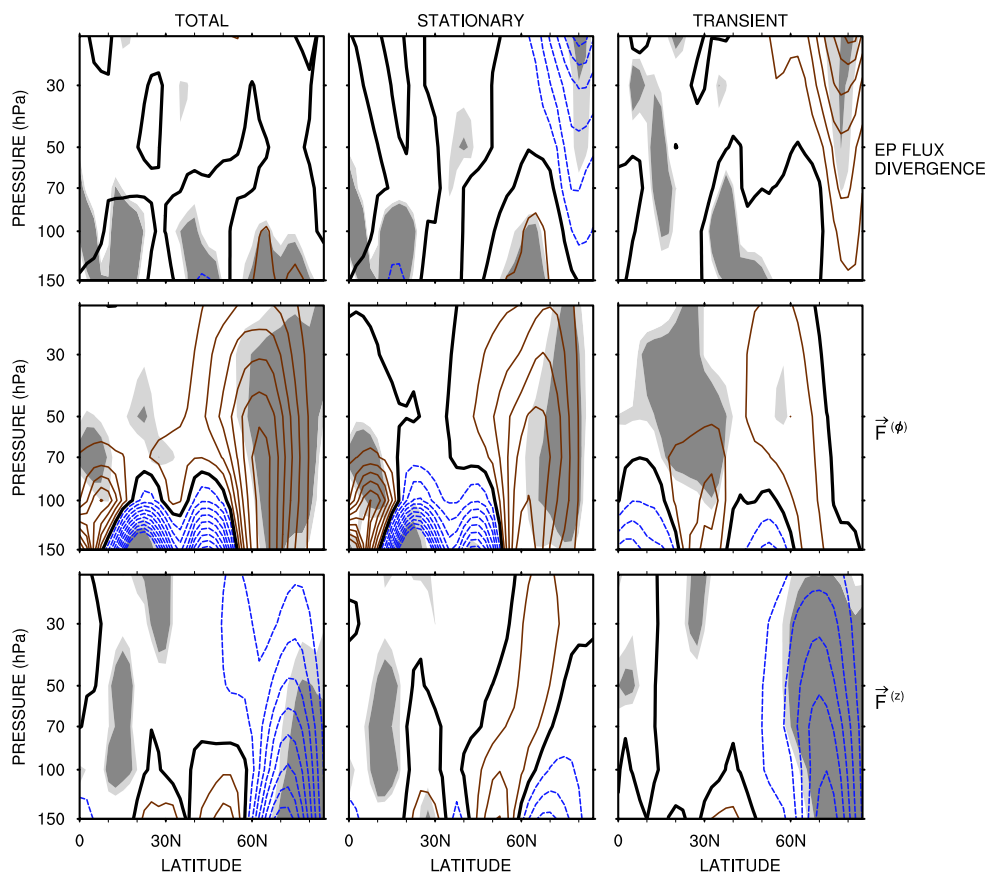 TOTAL STATIONARY TRANSIENT
PRESSURE (hPa)
30
50
70
100
150
EP FLUX
DIVERGENCE
PRESSURE (hPa)
30
50
70
100
150
F⃗ (ϕ)
PRESSURE (hPa)
30
50
70
100
150
F⃗ (z)
0 30N 60N 0 30N 60N 0 30N 60N
LATITUDE LATITUDE LATITUDE